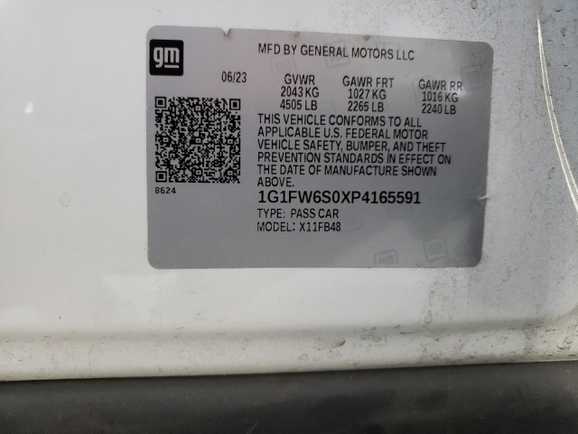 gm
MFD BY GENERAL MOTORS LLC
06/23 GVWR GAWR FRT GAWR RR
2043 KG 1027 KG 1016 KG
4505 LB 2265 LB 2240 LB
THIS VEHICLE CONFORMS TO ALL
APPLICABLE U.S. FEDERAL MOTOR
VEHICLE SAFETY, BUMPER, AND THEFT
PREVENTION STANDARDS IN EFFECT ON
THE DATE OF MANUFACTURE SHOWN
ABOVE.
8624
1G1FW6S0XP4165591
TYPE: PASS CAR
MODEL: X11FB48